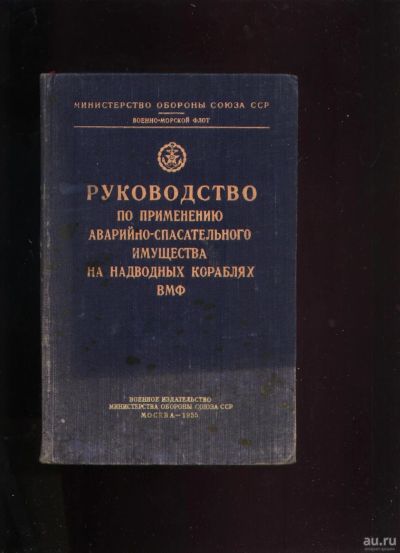 МИНИСТЕРСТВО ОБОРОНЫ СОЮЗА ССР
ВОЕННО-МОРСКОЙ ФЛОТ
РУКОВОДСТВО
ПО ПРИМЕНЕНИЮ
АВАРИЙНО-СПАСАТЕЛЬНОГО
ИМУЩЕСТВА
НА НАДВОДНЫХ КОРАБЛЯХ
ВМФ
ВОЕННОЕ ИЗДАТЕЛЬСТВО
МИНИСТЕРСТВА ОБОРОНЫ СОЮЗА ССР
МОСКВА—1955
au.ru